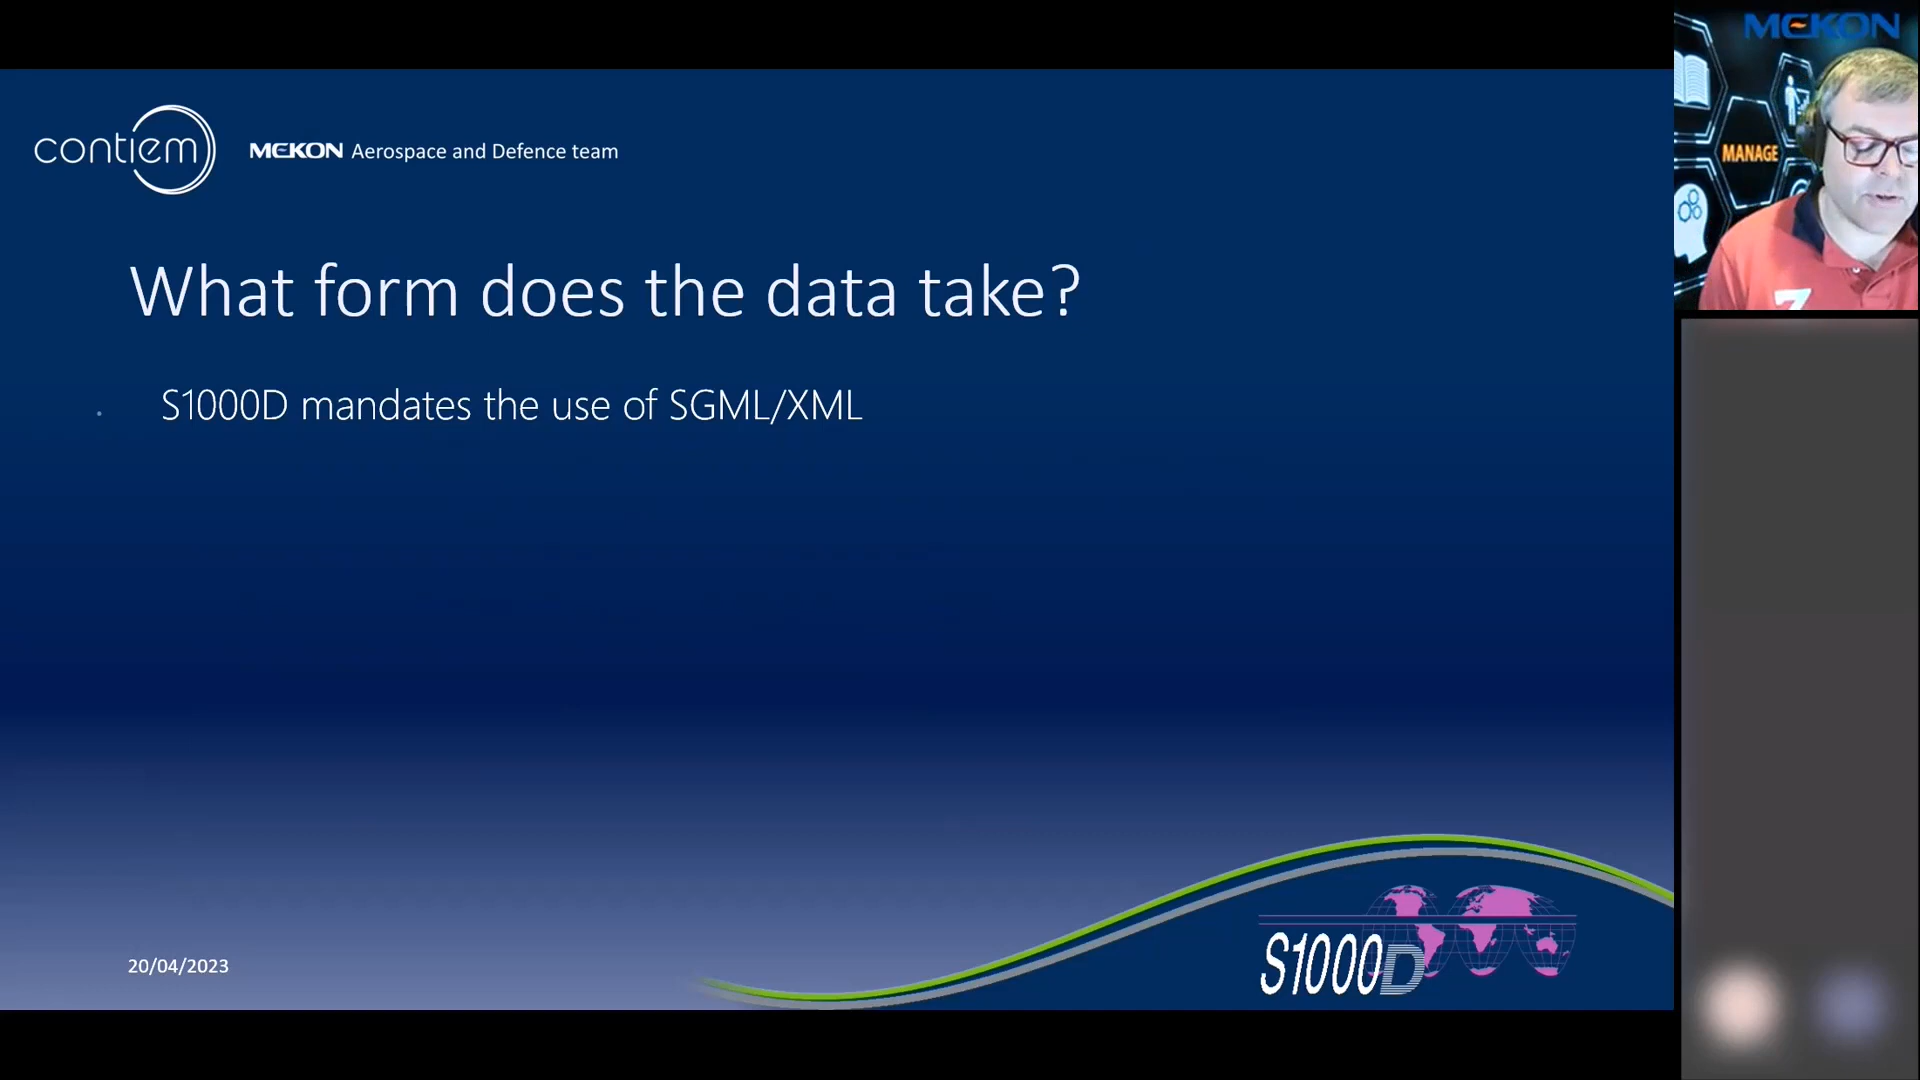 contiem
MEKON Aerospace and Defence team
What form does the data take?
S1000D mandates the use of SGML/XML
20/04/2023
S1000D
MEKON
MANAGE